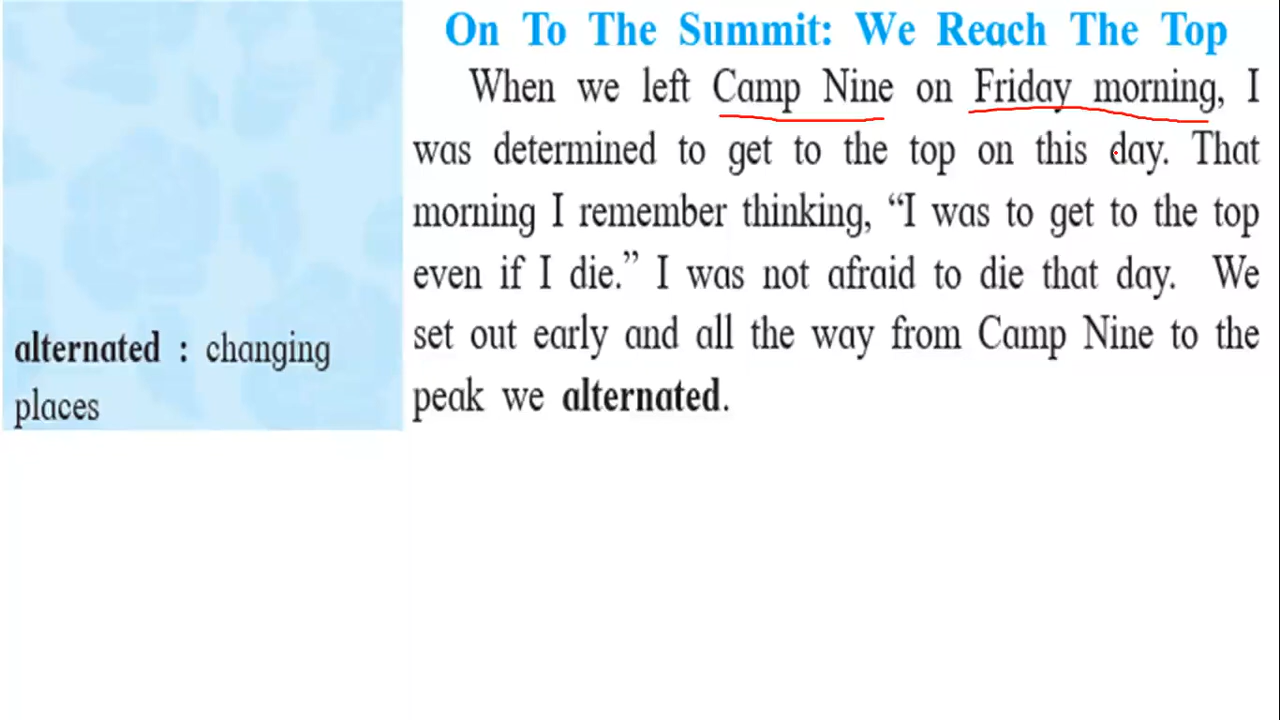 On To The Summit: We Reach The Top
When we left Camp Nine on Friday morning, I
was determined to get to the top on this day. That
morning I remember thinking, “I was to get to the top
even if I die.” I was not afraid to die that day. We
set out early and all the way from Camp Nine to the
peak we alternated.
alternated : changing
places